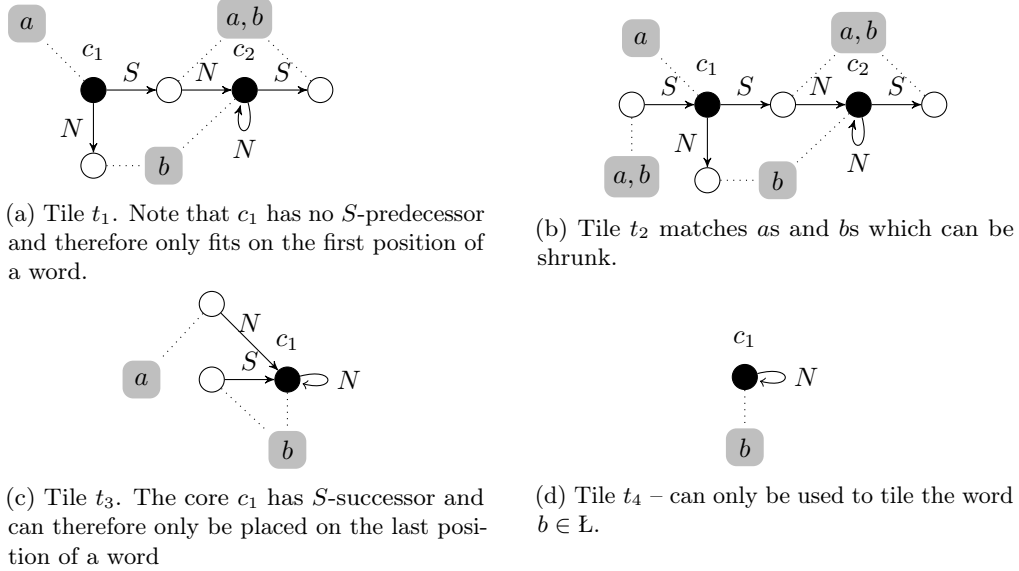 a
a, b
c₁
c₂
S
N
S
N
N
b
(a) Tile t₁. Note that c₁ has no S-predecessor
and therefore only fits on the first position of
a word.
a
a, b
c₁
c₂
S
S
N
S
N
N
a, b
b
(b) Tile t₂ matches as and bs which can be
shrunk.
N
c₁
S
N
a
b
(c) Tile t₃. The core c₁ has S-successor and
can therefore only be placed on the last posi-
tion of a word
c₁
N
b
(d) Tile t₄ – can only be used to tile the word
b ∈ Ł.